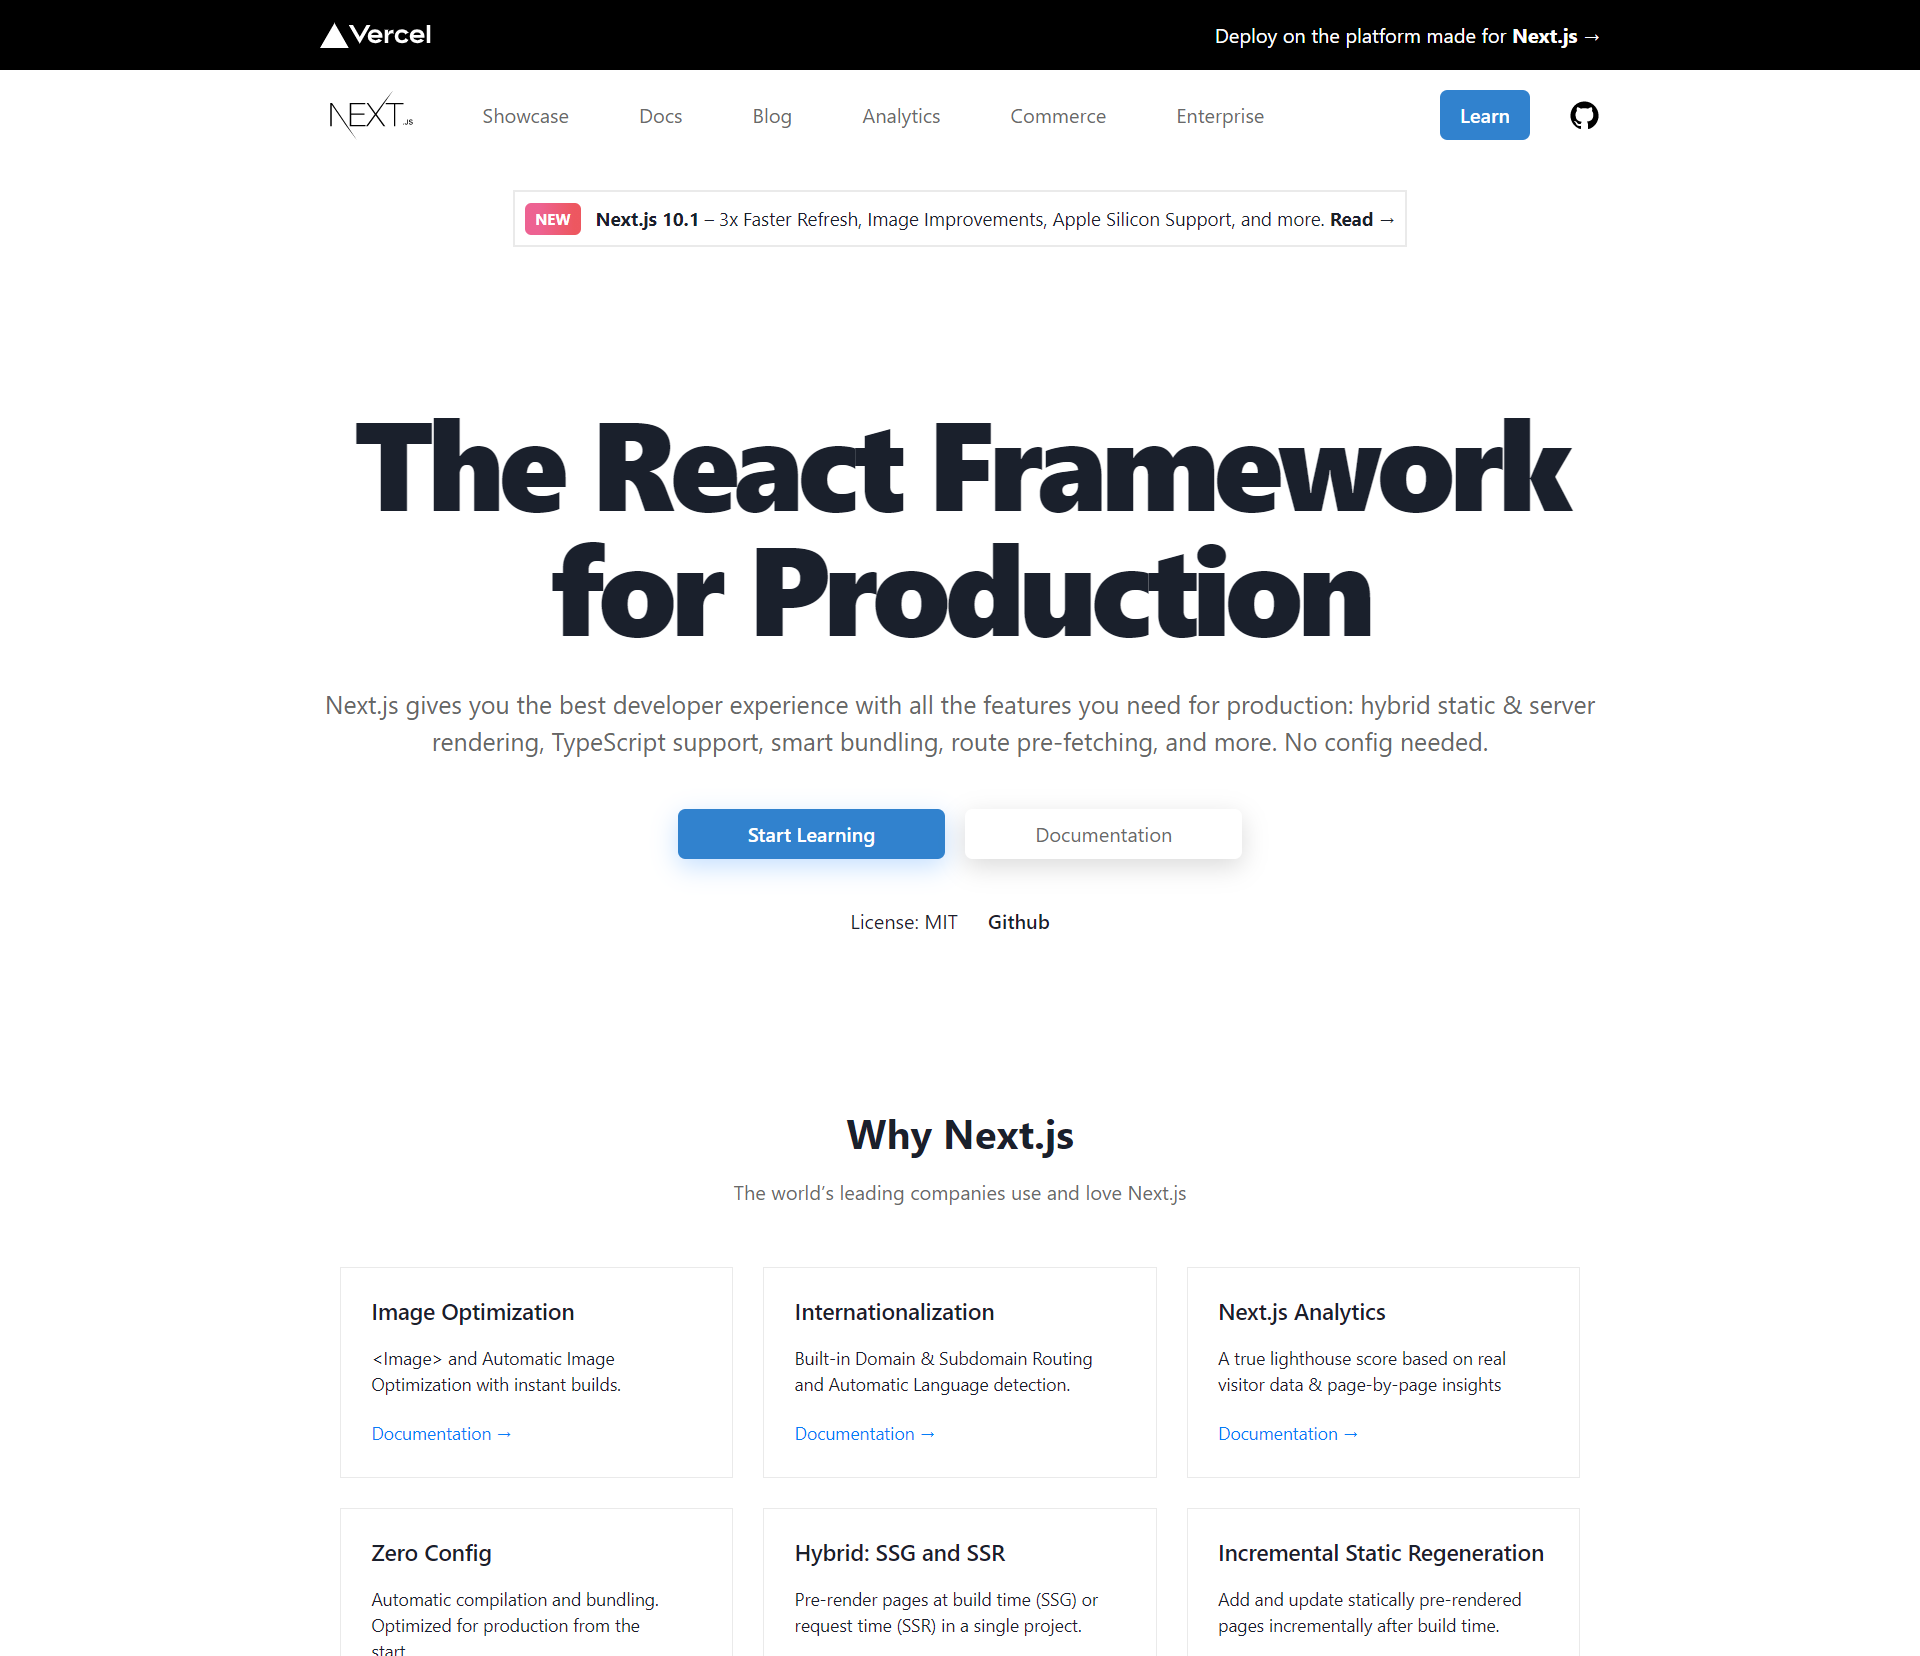 Vercel
Deploy on the platform made for Next.js →
NEXT.JS
Showcase
Docs
Blog
Analytics
Commerce
Enterprise
Learn
NEW Next.js 10.1 – 3x Faster Refresh, Image Improvements, Apple Silicon Support, and more. Read →
The React Framework
for Production
Next.js gives you the best developer experience with all the features you need for production: hybrid static & server
rendering, TypeScript support, smart bundling, route pre-fetching, and more. No config needed.
Start Learning
Documentation
License: MIT
Github
Why Next.js
The world’s leading companies use and love Next.js
Image Optimization
<Image> and Automatic Image
Optimization with instant builds.
Documentation →
Internationalization
Built-in Domain & Subdomain Routing
and Automatic Language detection.
Documentation →
Next.js Analytics
A true lighthouse score based on real
visitor data & page-by-page insights
Documentation →
Zero Config
Automatic compilation and bundling.
Optimized for production from the
start
Hybrid: SSG and SSR
Pre-render pages at build time (SSG) or
request time (SSR) in a single project.
Incremental Static Regeneration
Add and update statically pre-rendered
pages incrementally after build time.